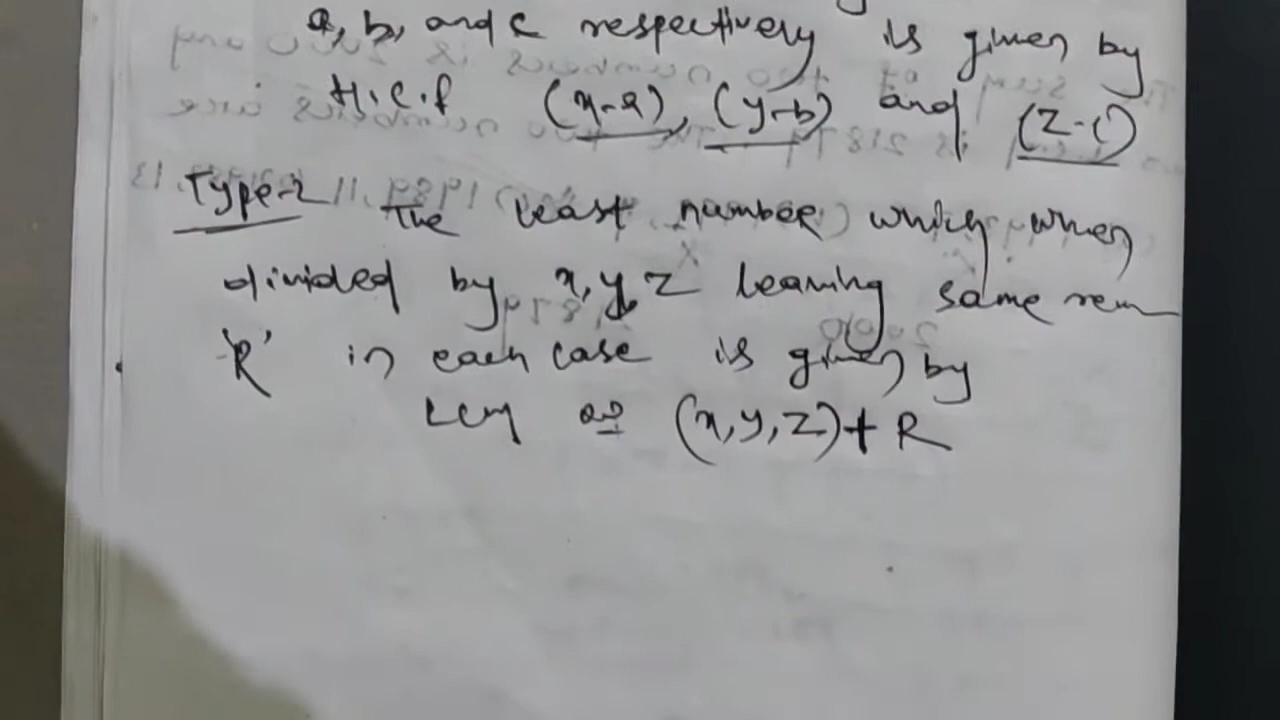 a, b, and c respectively is given by
H.C.f (x-a), (y-b) and (z-c)
Type-2 The least number which when
divided by x, y, z leaving same rem
'R' in each case is given by
LCM of (x, y, z) + R